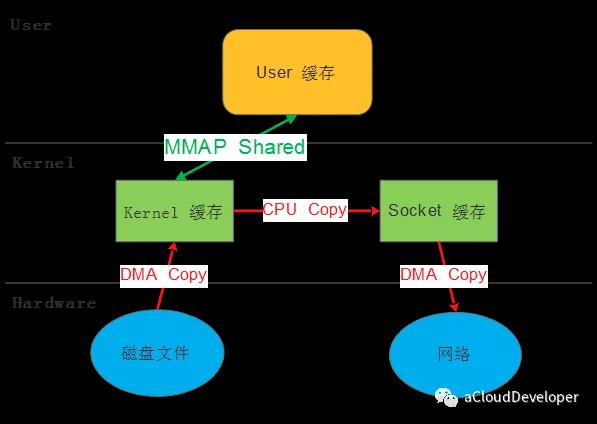 User
User 缓存
MMAP Shared
Kernel
Kernel 缓存
CPU Copy
Socket 缓存
DMA Copy
DMA Copy
Hardware
磁盘文件
网络
aCloudDeveloper